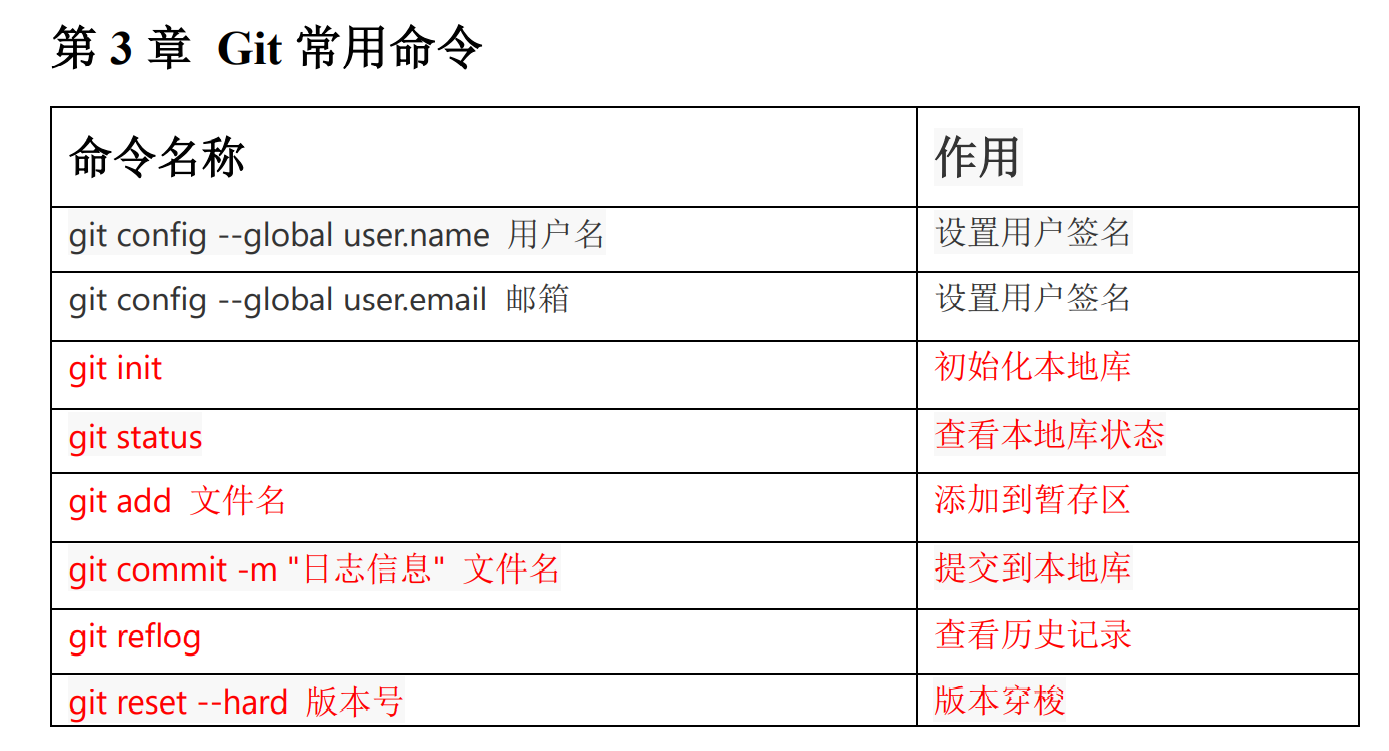 第 3 章 Git 常用命令
命令名称 作用
git config --global user.name 用户名 设置用户签名
git config --global user.email 邮箱 设置用户签名
git init 初始化本地库
git status 查看本地库状态
git add 文件名 添加到暂存区
git commit -m "日志信息" 文件名 提交到本地库
git reflog 查看历史记录
git reset --hard 版本号 版本穿梭